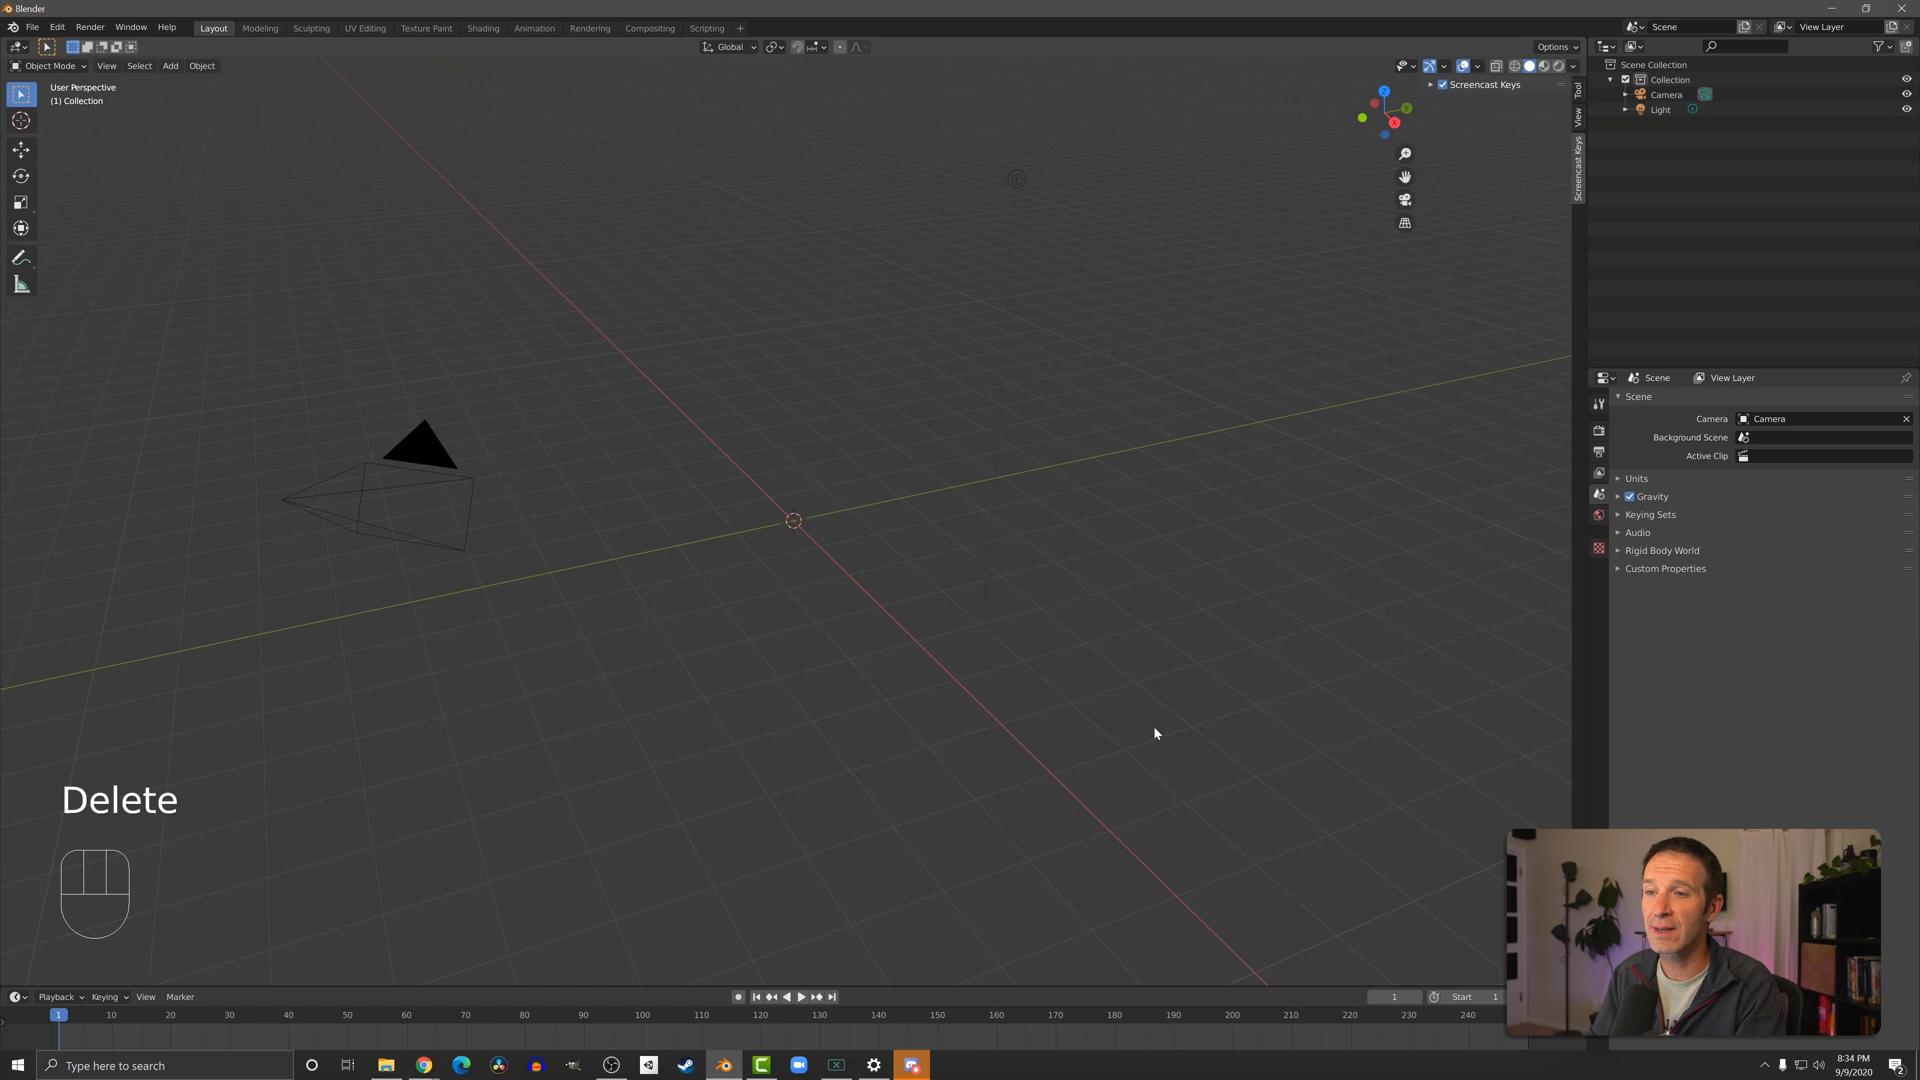 Blender
File Edit Render Window Help
Layout Modeling Sculpting UV Editing Texture Paint Shading Animation Rendering Compositing Scripting +
Scene
View Layer
Global
Options
Object Mode View Select Add Object
User Perspective
(1) Collection
Screencast Keys
Tool
View
Screencast Keys
Z
Y
X
Scene Collection
Collection
Camera
Light
Scene View Layer
Scene
Camera Camera
Background Scene
Active Clip
Units
Gravity
Keying Sets
Audio
Rigid Body World
Custom Properties
Delete
Playback Keying View Marker
1 Start 1
1 10 20 30 40 50 60 70 80 90 100 110 120 130 140 150 160 170 180 190 200 210 220 230 240
Type here to search
8:34 PM
9/9/2020
2